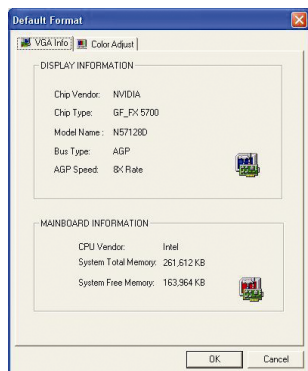 Default Format
VGA Info
Color Adjust
DISPLAY INFORMATION
Chip Vendor: NVIDIA
Chip Type: GF_FX 5700
Model Name : N57128D
Bus Type: AGP
AGP Speed: 8X Rate
MAINBOARD INFORMATION
CPU Vendor: Intel
System Total Memory: 261,612 KB
System Free Memory: 163,964 KB
OK
Cancel